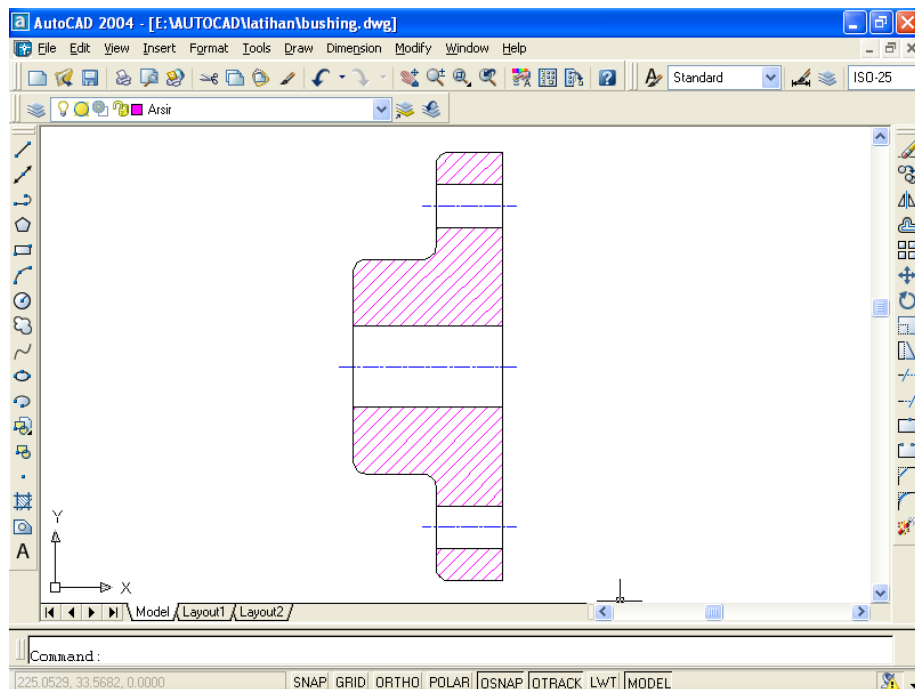 AutoCAD 2004 - [E:\AUTOCAD\latihan\bushing.dwg]
File Edit View Insert Format Tools Draw Dimension Modify Window Help
Standard ISO-25
Arsir
Y
X
Model Layout1 Layout2
Command:
225.0529, 33.5682, 0.0000 SNAP GRID ORTHO POLAR OSNAP OTRACK LWT MODEL